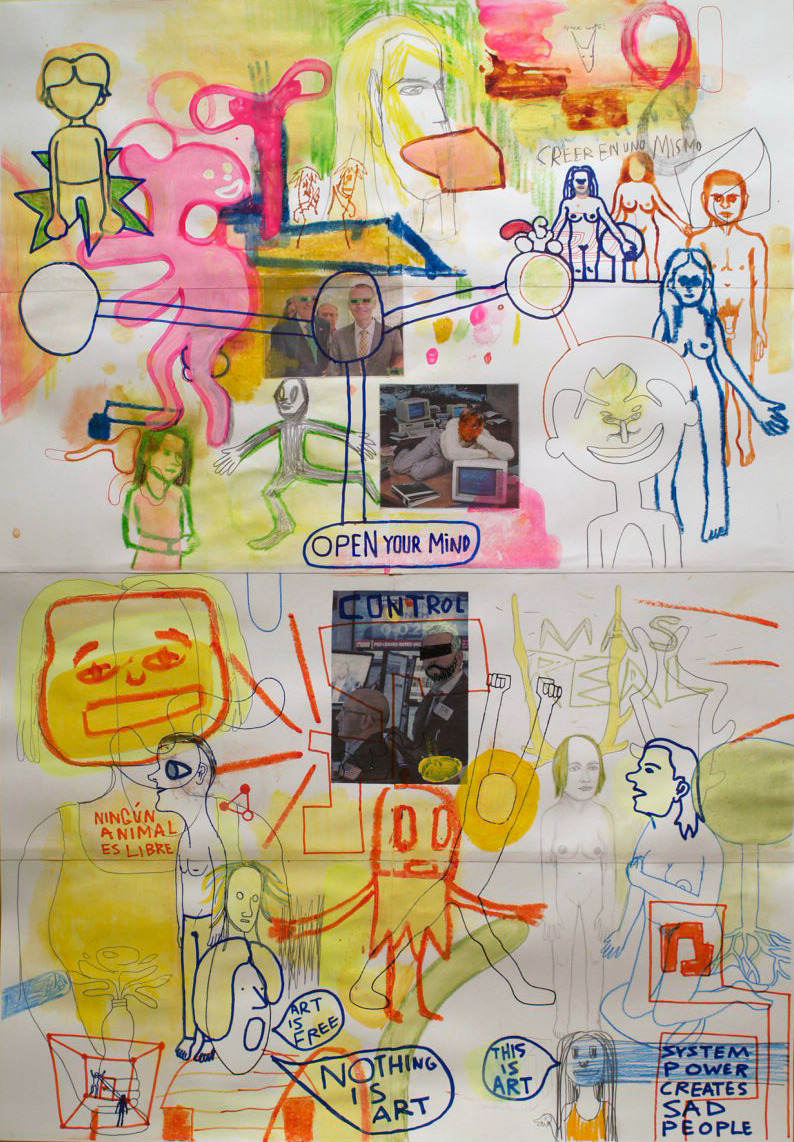 CREER EN UNO MISMO
OPEN YOUR MIND
CONTROL
MAS
REAL
NINGÚN
ANIMAL
ES LIBRE
ART
IS
FREE
NOTHING
IS
ART
THIS
IS
ART
SYSTEM
POWER
CREATES
SAD
PEOPLE